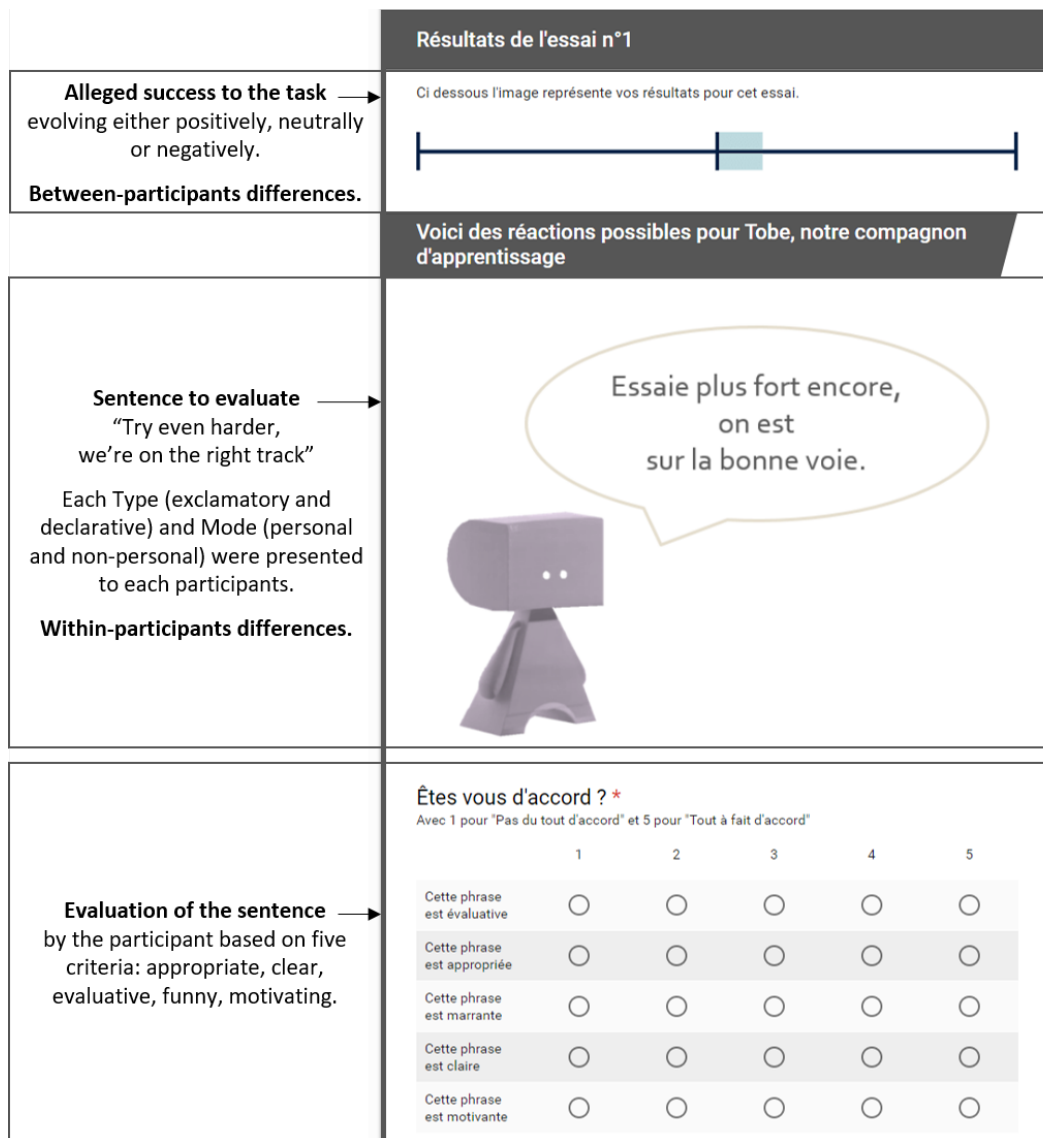 Résultats de l'essai n°1
Alleged success to the task
evolving either positively, neutrally
or negatively.
Between-participants differences.
Ci dessous l'image représente vos résultats pour cet essai.
Voici des réactions possibles pour Tobe, notre compagnon
d'apprentissage
Sentence to evaluate
“Try even harder,
we’re on the right track”
Each Type (exclamatory and
declarative) and Mode (personal
and non-personal) were presented
to each participants.
Within-participants differences.
Essaie plus fort encore,
on est
sur la bonne voie.
Evaluation of the sentence
by the participant based on five
criteria: appropriate, clear,
evaluative, funny, motivating.
Êtes vous d'accord ? *
Avec 1 pour "Pas du tout d'accord" et 5 pour "Tout à fait d'accord"
1 2 3 4 5
Cette phrase
est évaluative
Cette phrase
est appropriée
Cette phrase
est marrante
Cette phrase
est claire
Cette phrase
est motivante